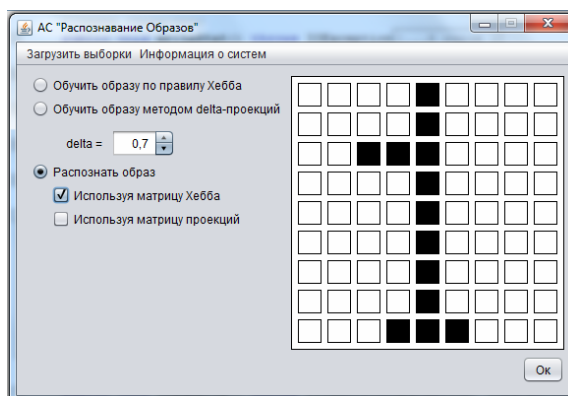 АС "Распознавание Образов"
Загрузить выборки Информация о систем
Обучить образу по правилу Хебба
Обучить образу методом delta-проекций
delta = 0,7
Распознать образ
Используя матрицу Хебба
Используя матрицу проекций
Ок